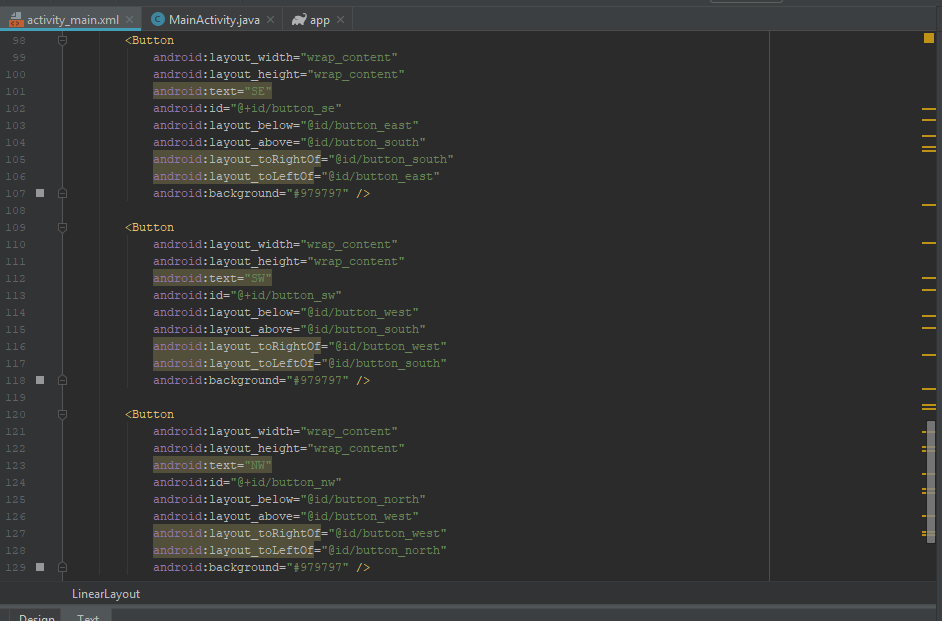 activity_main.xml MainActivity.java app
98 <Button
99 android:layout_width="wrap_content"
100 android:layout_height="wrap_content"
101 android:text="SE"
102 android:id="@+id/button_se"
103 android:layout_below="@id/button_east"
104 android:layout_above="@id/button_south"
105 android:layout_toRightOf="@id/button_south"
106 android:layout_toLeftOf="@id/button_east"
107 android:background="#979797" />
108
109 <Button
110 android:layout_width="wrap_content"
111 android:layout_height="wrap_content"
112 android:text="SW"
113 android:id="@+id/button_sw"
114 android:layout_below="@id/button_west"
115 android:layout_above="@id/button_south"
116 android:layout_toRightOf="@id/button_west"
117 android:layout_toLeftOf="@id/button_south"
118 android:background="#979797" />
119
120 <Button
121 android:layout_width="wrap_content"
122 android:layout_height="wrap_content"
123 android:text="NW"
124 android:id="@+id/button_nw"
125 android:layout_below="@id/button_north"
126 android:layout_above="@id/button_west"
127 android:layout_toRightOf="@id/button_west"
128 android:layout_toLeftOf="@id/button_north"
129 android:background="#979797" />
LinearLayout
Design Text